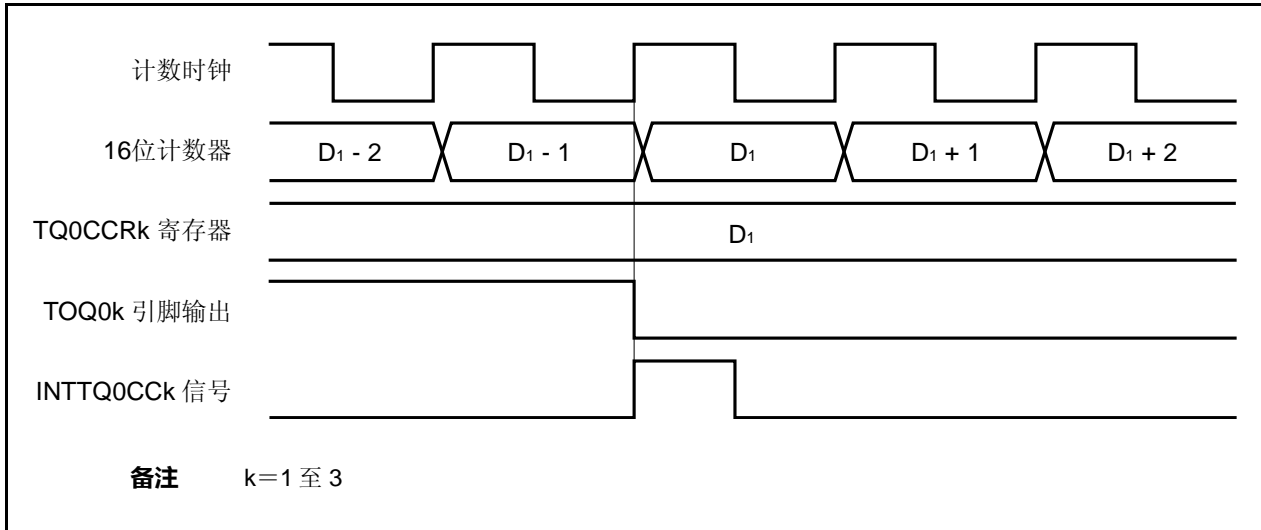 计数时钟
16位计数器 D₁ - 2 D₁ - 1 D₁ D₁ + 1 D₁ + 2
TQ0CCRk 寄存器 D₁
TOQ0k 引脚输出
INTTQ0CCk 信号
备注 k＝1 至 3